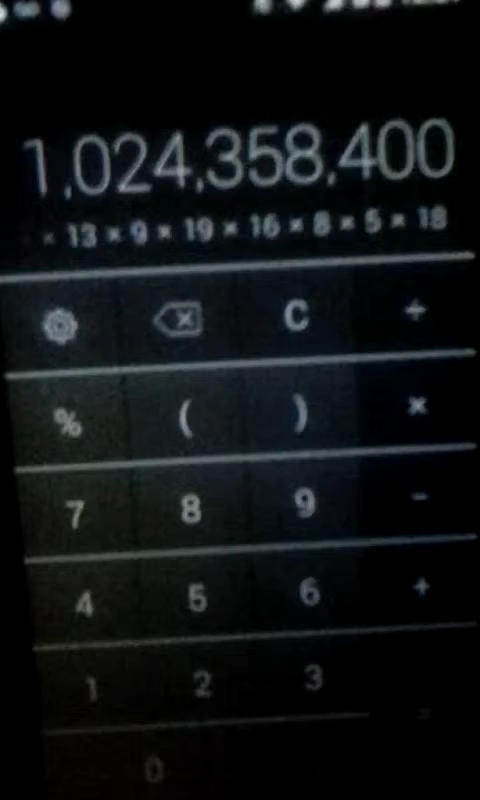 1,024,358,400
× 13 × 9 × 19 × 16 × 8 × 5 × 18
C ÷
% ( ) ×
7 8 9 -
4 5 6 +
1 2 3
0 =